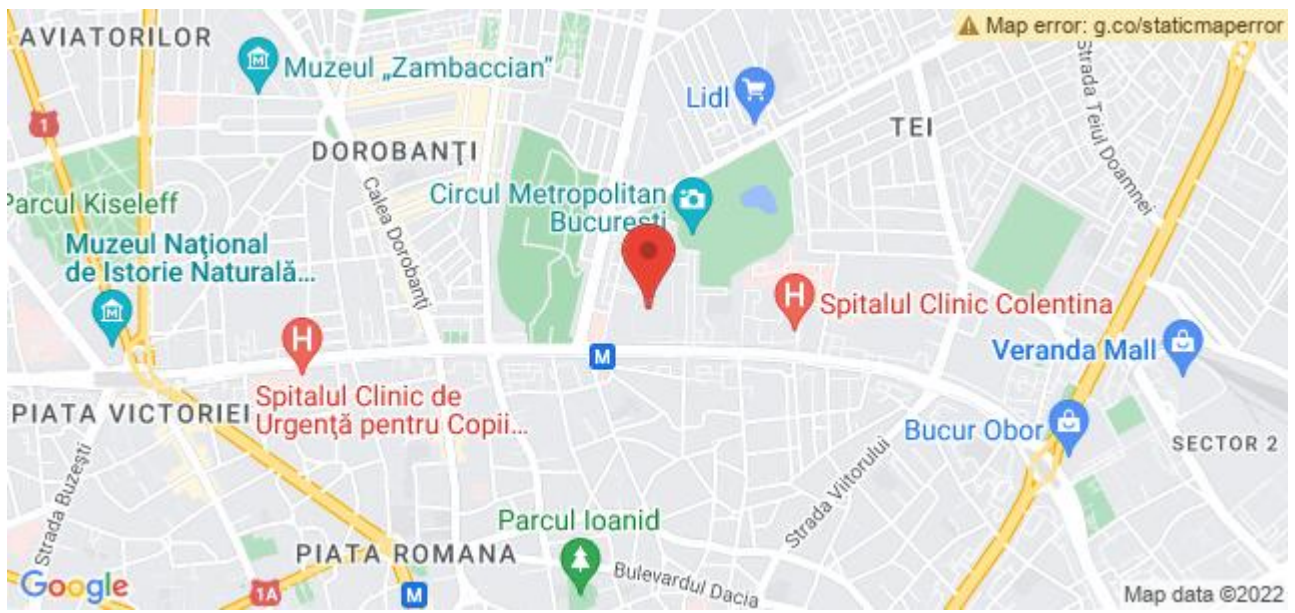 AVIATORILOR
Map error: g.co/staticmaperror
Muzeul „Zambaccian”
Strada Teiul Doamnei
Lidl
1
TEI
DOROBANŢI
Calea Dorobanţi
Circul Metropolitan
Bucureşti
Parcul Kiseleff
Muzeul Naţional
de Istorie Naturală...
M
H
H
Spitalul Clinic Colentina
Veranda Mall
M
Spitalul Clinic de
Urgenţă pentru Copii...
PIATA VICTORIEI
Bucur Obor
SECTOR 2
Strada Buzeşti
Strada Viitorului
Parcul Ioanid
PIATA ROMANA
Bulevardul Dacia
Google
1A
M
Map data ©2022